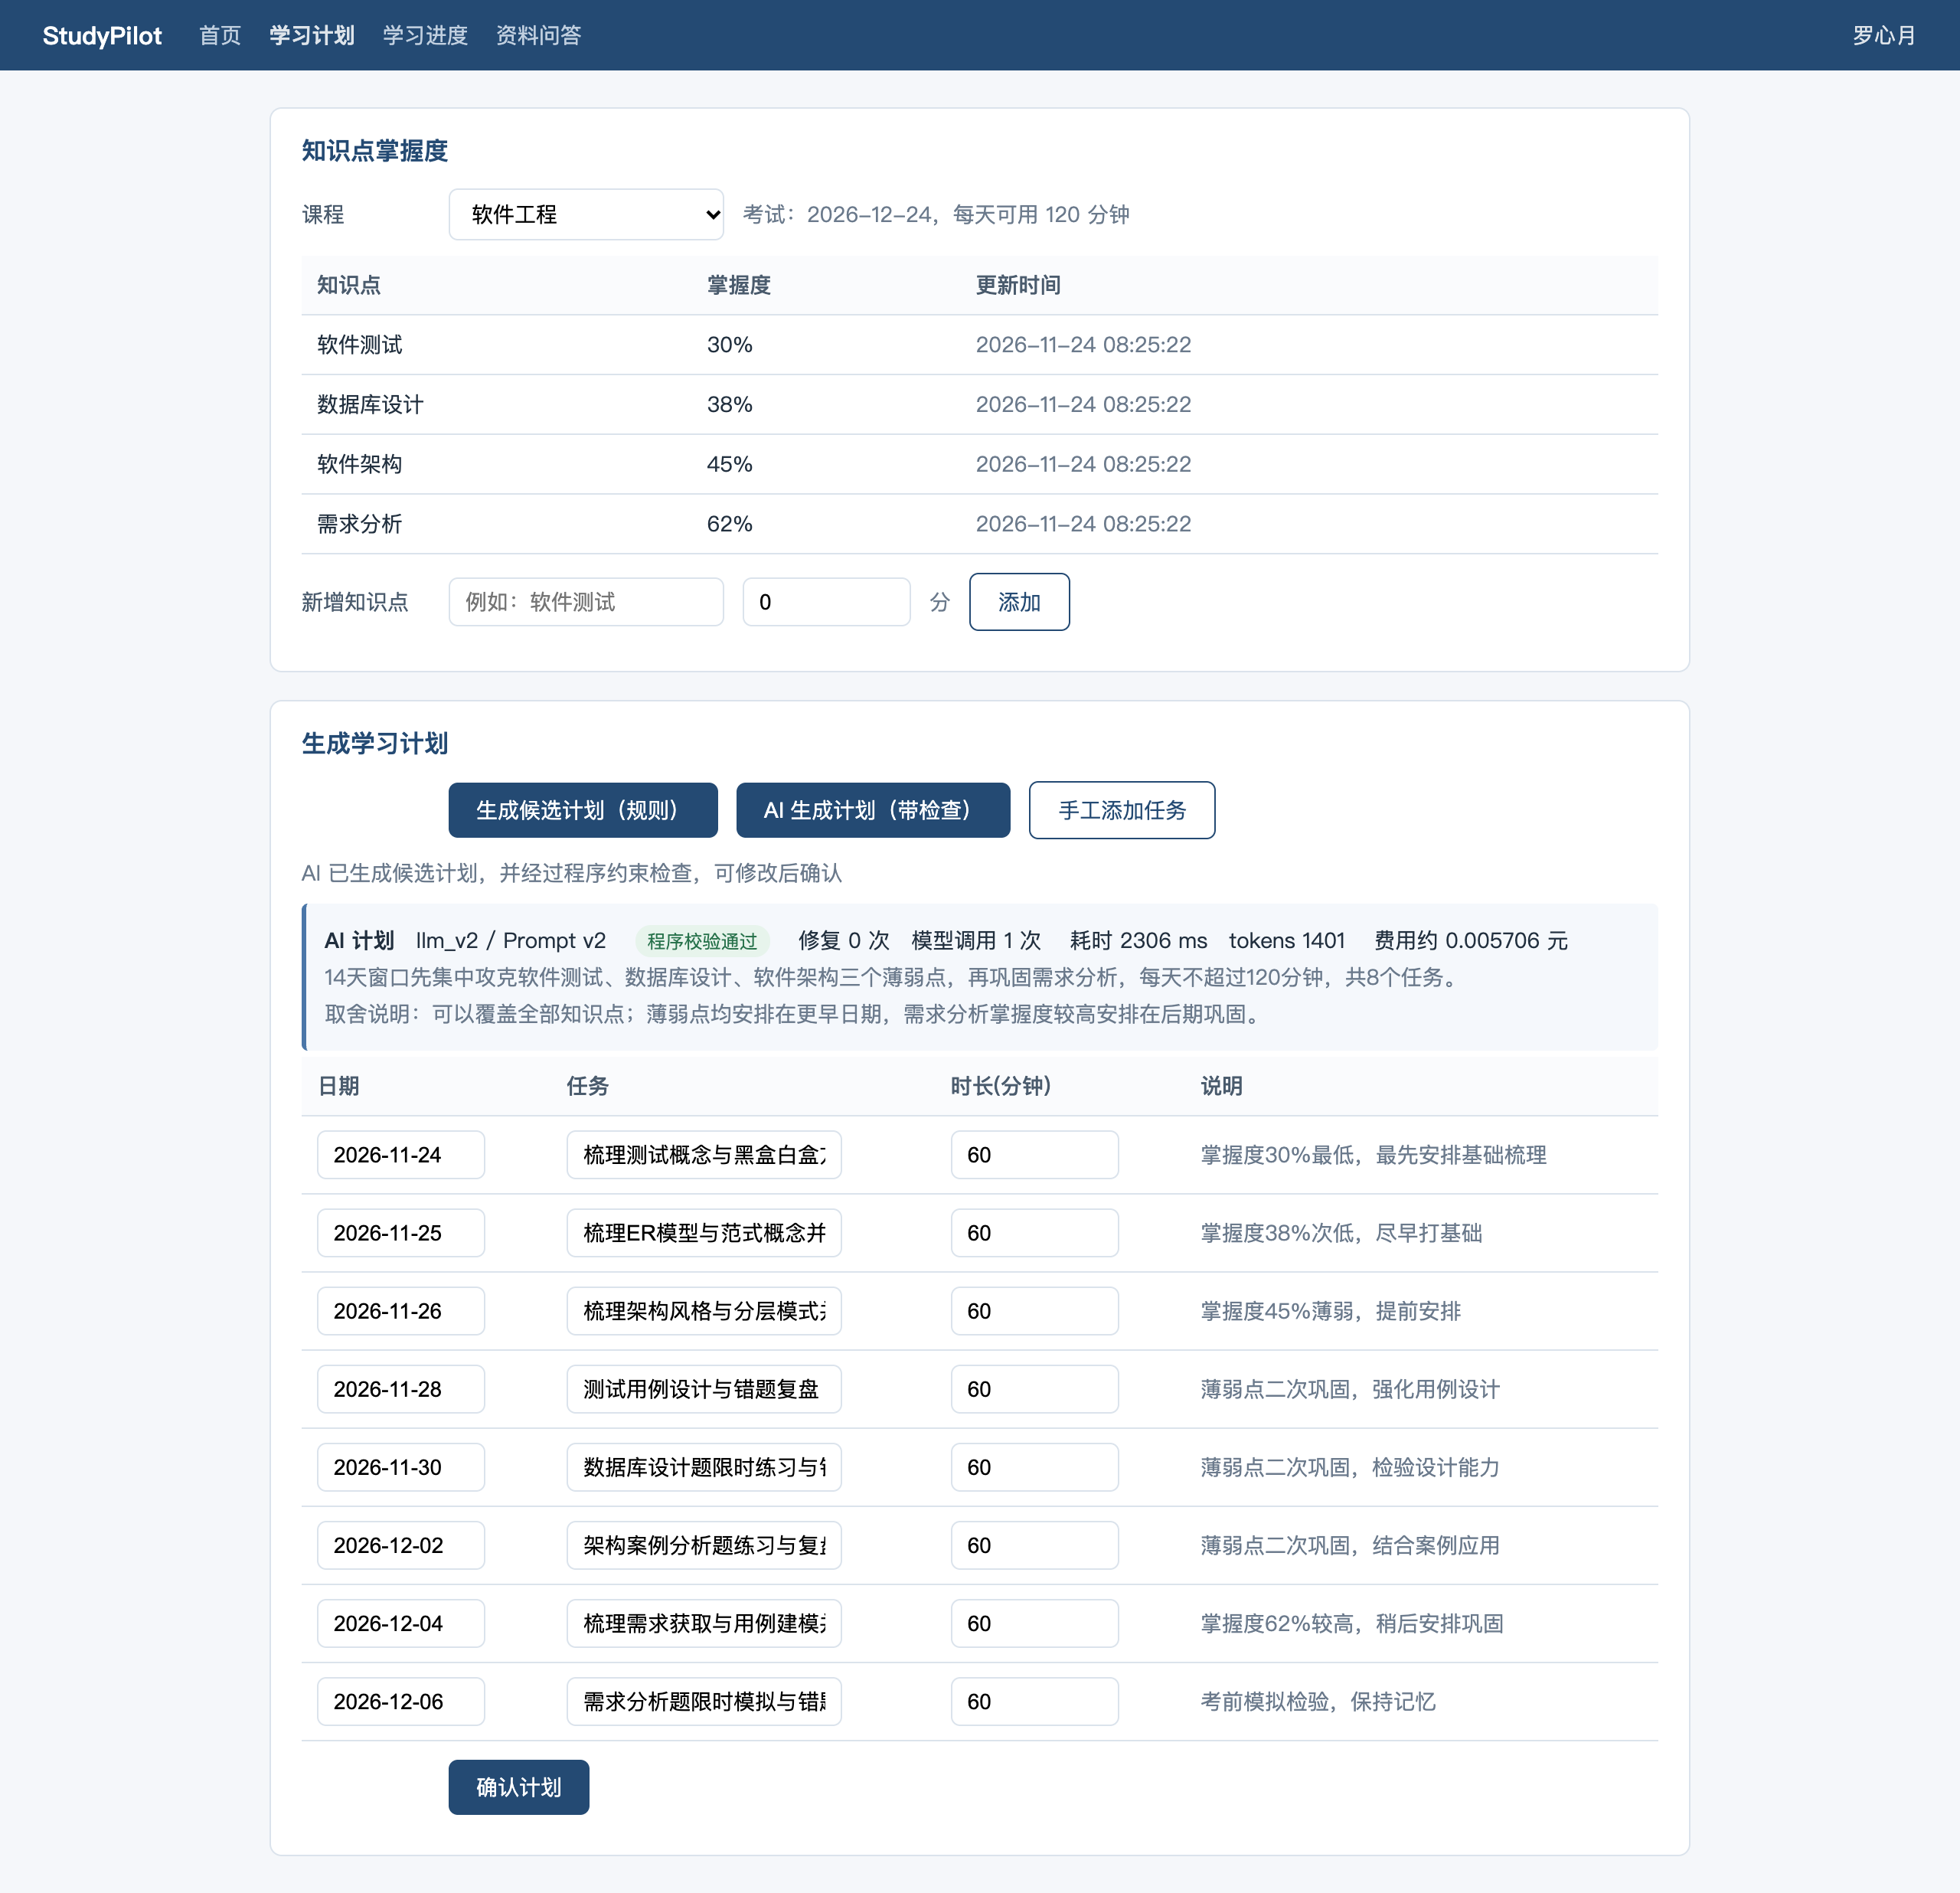 StudyPilot 首页 学习计划 学习进度 资料问答 罗心月
知识点掌握度
课程 软件工程 考试：2026-12-24，每天可用 120 分钟
知识点 掌握度 更新时间
软件测试 30% 2026-11-24 08:25:22
数据库设计 38% 2026-11-24 08:25:22
软件架构 45% 2026-11-24 08:25:22
需求分析 62% 2026-11-24 08:25:22
新增知识点 例如：软件测试 0 分 添加
生成学习计划
生成候选计划（规则） AI 生成计划（带检查） 手工添加任务
AI 已生成候选计划，并经过程序约束检查，可修改后确认
AI 计划 llm_v2 / Prompt v2 程序校验通过 修复 0 次 模型调用 1 次 耗时 2306 ms tokens 1401 费用约 0.005706 元
14天窗口先集中攻克软件测试、数据库设计、软件架构三个薄弱点，再巩固需求分析，每天不超过120分钟，共8个任务。
取舍说明：可以覆盖全部知识点；薄弱点均安排在更早日期，需求分析掌握度较高安排在后期巩固。
日期 任务 时长(分钟) 说明
2026-11-24 梳理测试概念与黑盒白盒 60 掌握度30%最低，最先安排基础梳理
2026-11-25 梳理ER模型与范式概念并 60 掌握度38%次低，尽早打基础
2026-11-26 梳理架构风格与分层模式 60 掌握度45%薄弱，提前安排
2026-11-28 测试用例设计与错题复盘 60 薄弱点二次巩固，强化用例设计
2026-11-30 数据库设计题限时练习与 60 薄弱点二次巩固，检验设计能力
2026-12-02 架构案例分析题练习与复 60 薄弱点二次巩固，结合案例应用
2026-12-04 梳理需求获取与用例建模 60 掌握度62%较高，稍后安排巩固
2026-12-06 需求分析题限时模拟与错 60 考前模拟检验，保持记忆
确认计划